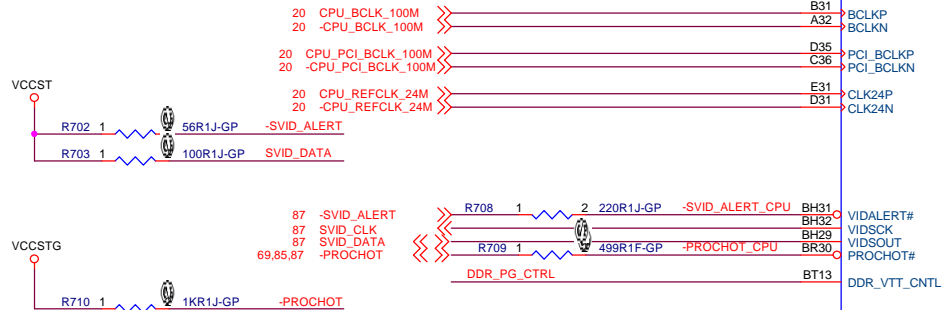 B31
20 CPU_BCLK_100M BCLKP
A32
20 -CPU_BCLK_100M BCLKN
D35
20 CPU_PCI_BCLK_100M PCI_BCLKP
C36
20 -CPU_PCI_BCLK_100M PCI_BCLKN
VCCST
E31
20 CPU_REFCLK_24M CLK24P
D31
20 -CPU_REFCLK_24M CLK24N
R702 1 56R1J-GP -SVID_ALERT
R703 1 100R1J-GP SVID_DATA
87 -SVID_ALERT R708 1 2 220R1J-GP -SVID_ALERT_CPU BH31 VIDALERT#
BH32
87 SVID_CLK VIDSCK
BH29
87 SVID_DATA VIDSOUT
VCCSTG
69,85,87 -PROCHOT R709 1 499R1F-GP -PROCHOT_CPU BR30 PROCHOT#
DDR_PG_CTRL BT13 DDR_VTT_CNTL
R710 1 1KR1J-GP -PROCHOT